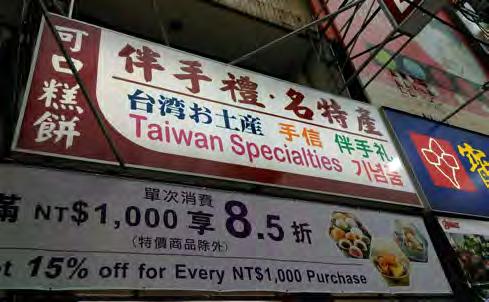 可口糕餅
伴手禮·名特產
台湾お土産 手信 伴手礼
Taiwan Specialties 기념품
單次消費
滿 NT$1,000 享 8.5折
(特價商品除外)
15% off for Every NT$1,000 Purchase